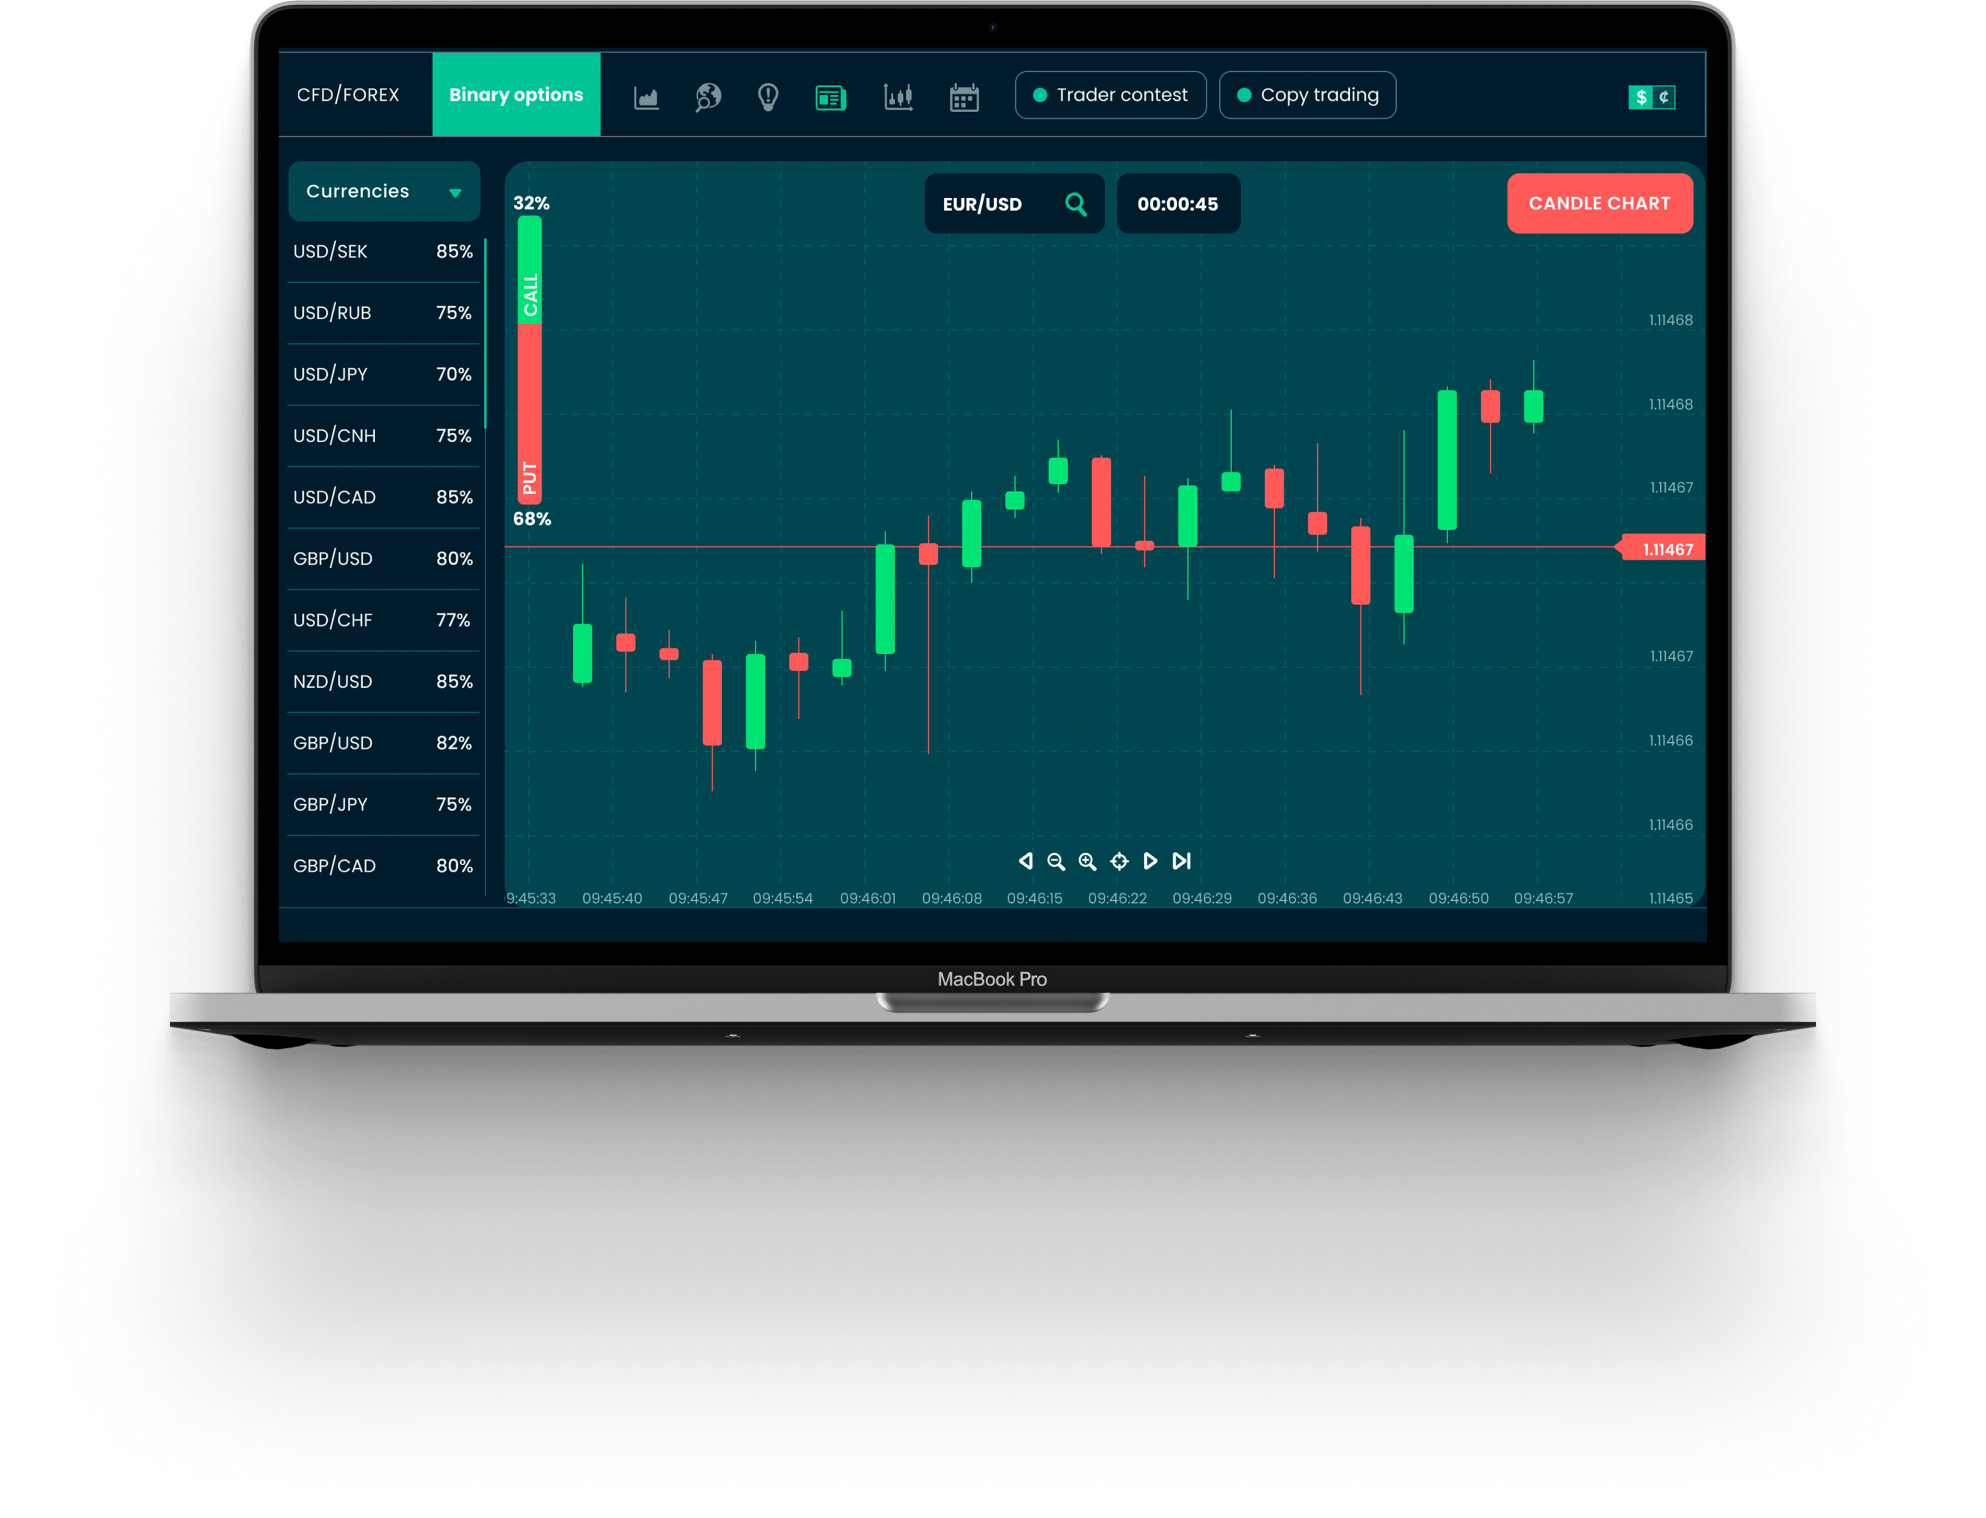 CFD/FOREX
Binary options
Trader contest
Copy trading
$ ¢
Currencies
USD/SEK 85%
USD/RUB 75%
USD/JPY 70%
USD/CNH 75%
USD/CAD 85%
GBP/USD 80%
USD/CHF 77%
NZD/USD 85%
GBP/USD 82%
GBP/JPY 75%
GBP/CAD 80%
32%
CALL
PUT
68%
EUR/USD
00:00:45
CANDLE CHART
1.11468
1.11468
1.11467
1.11467
1.11467
1.11466
1.11466
1.11465
9:45:33 09:45:40 09:45:47 09:45:54 09:46:01 09:46:08 09:46:15 09:46:22 09:46:29 09:46:36 09:46:43 09:46:50 09:46:57
MacBook Pro